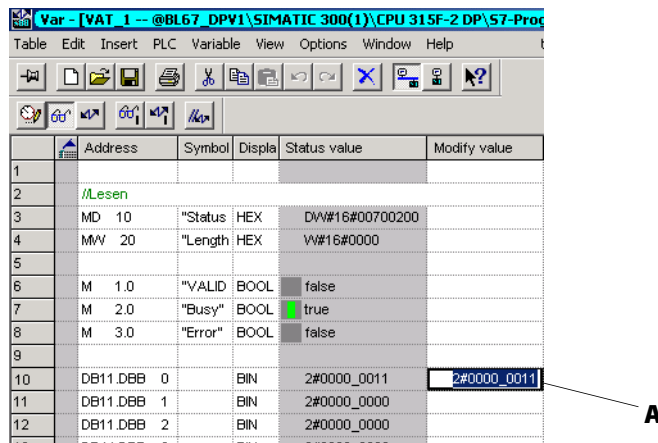 Var - [VAT_1 -- @BL67_DPV1\SIMATIC 300(1)\CPU 315F-2 DP\S7-Prog
Table Edit Insert PLC Variable View Options Window Help
Address Symbol Displa Status value Modify value
1
2 //Lesen
3 MD 10 "Status HEX DW#16#00700200
4 MW 20 "Length HEX W#16#0000
5
6 M 1.0 "VALID BOOL false
7 M 2.0 "Busy" BOOL true
8 M 3.0 "Error" BOOL false
9
10 DB11.DBB 0 BIN 2#0000_0011 2#0000_0011
A
11 DB11.DBB 1 BIN 2#0000_0000
12 DB11.DBB 2 BIN 2#0000_0000